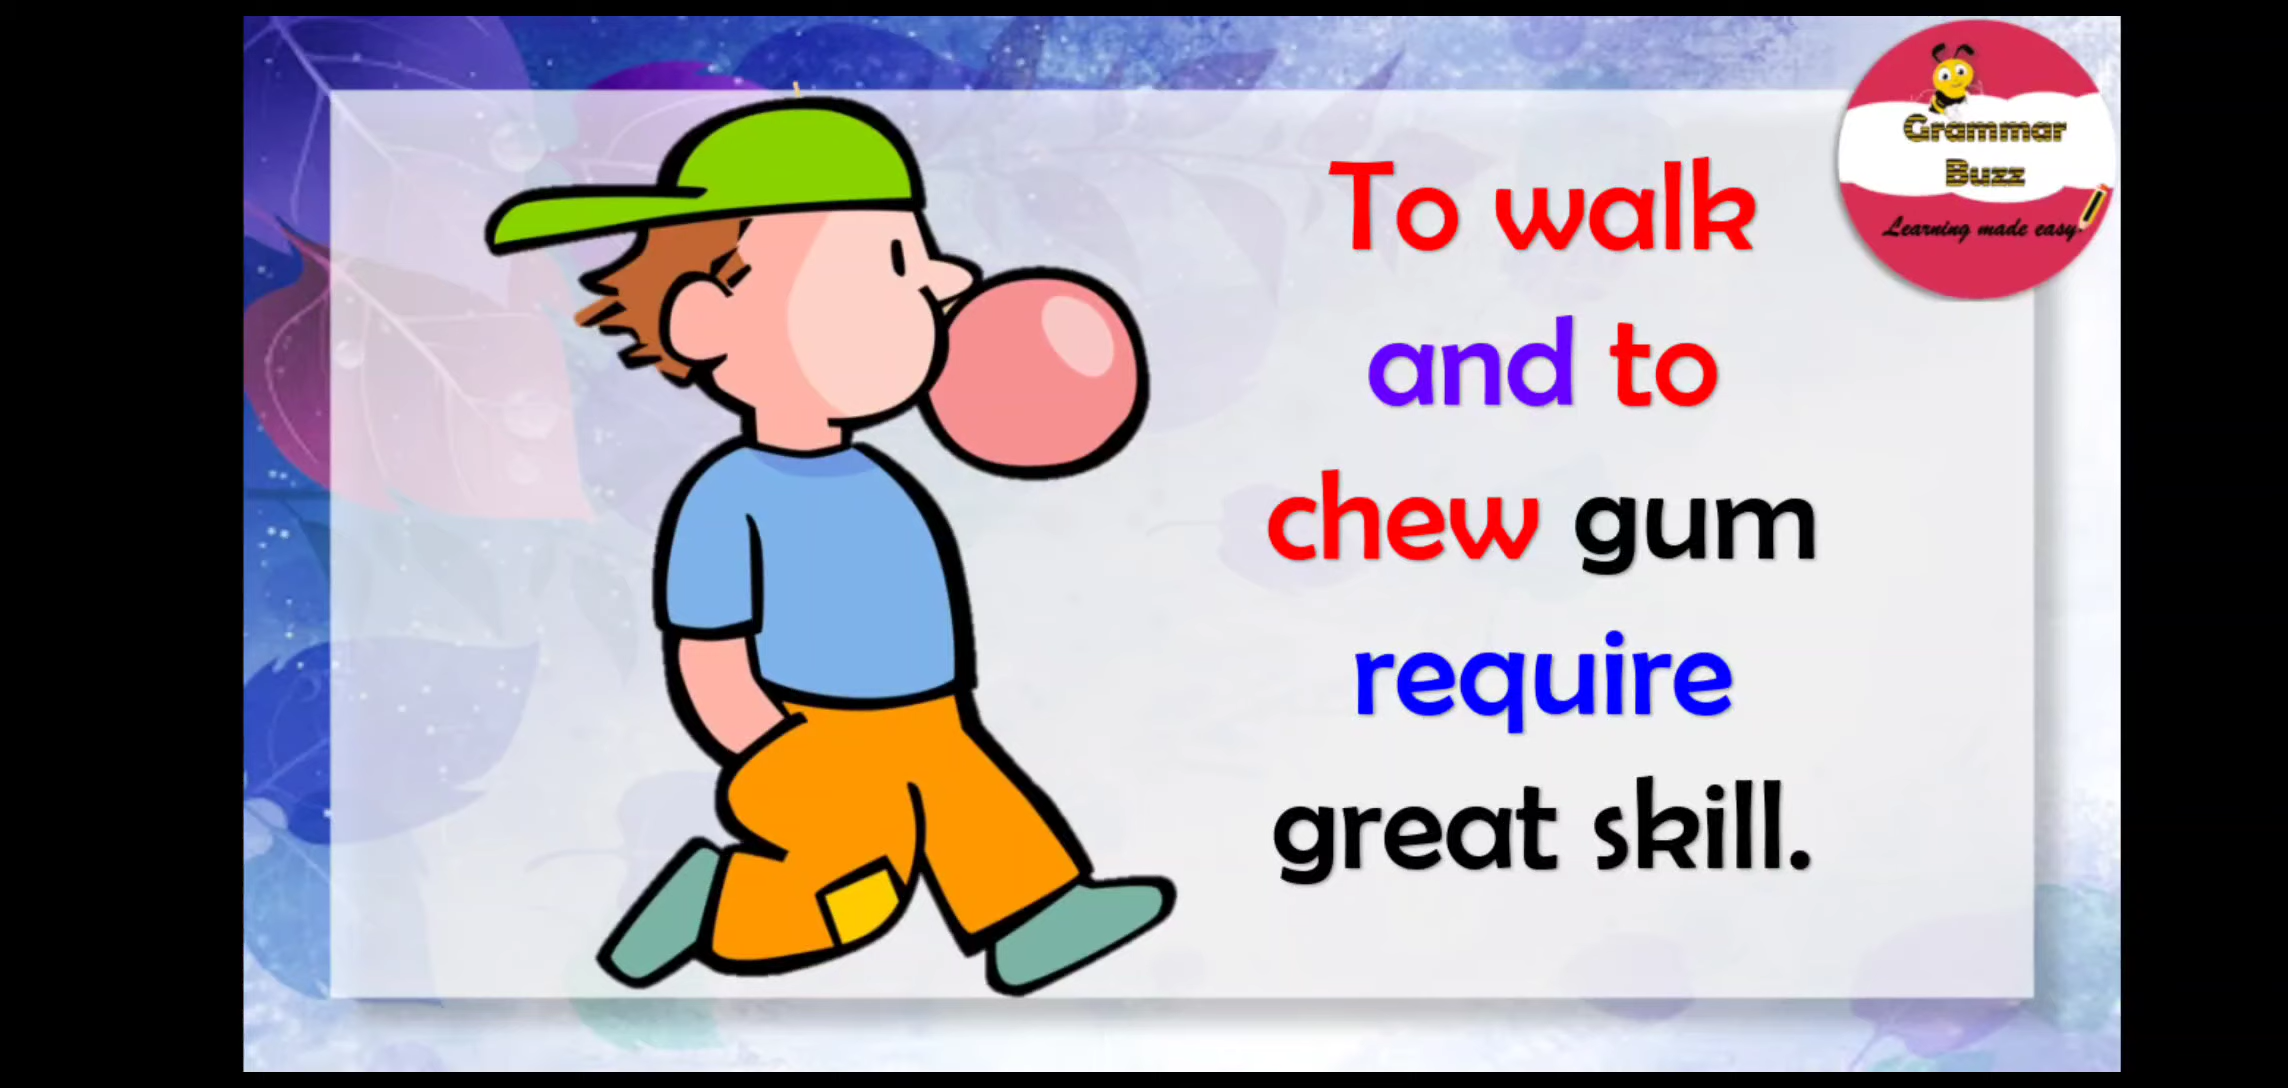 To walk
and to
chew gum
require
great skill.
Grammar
Buzz
Learning made easy